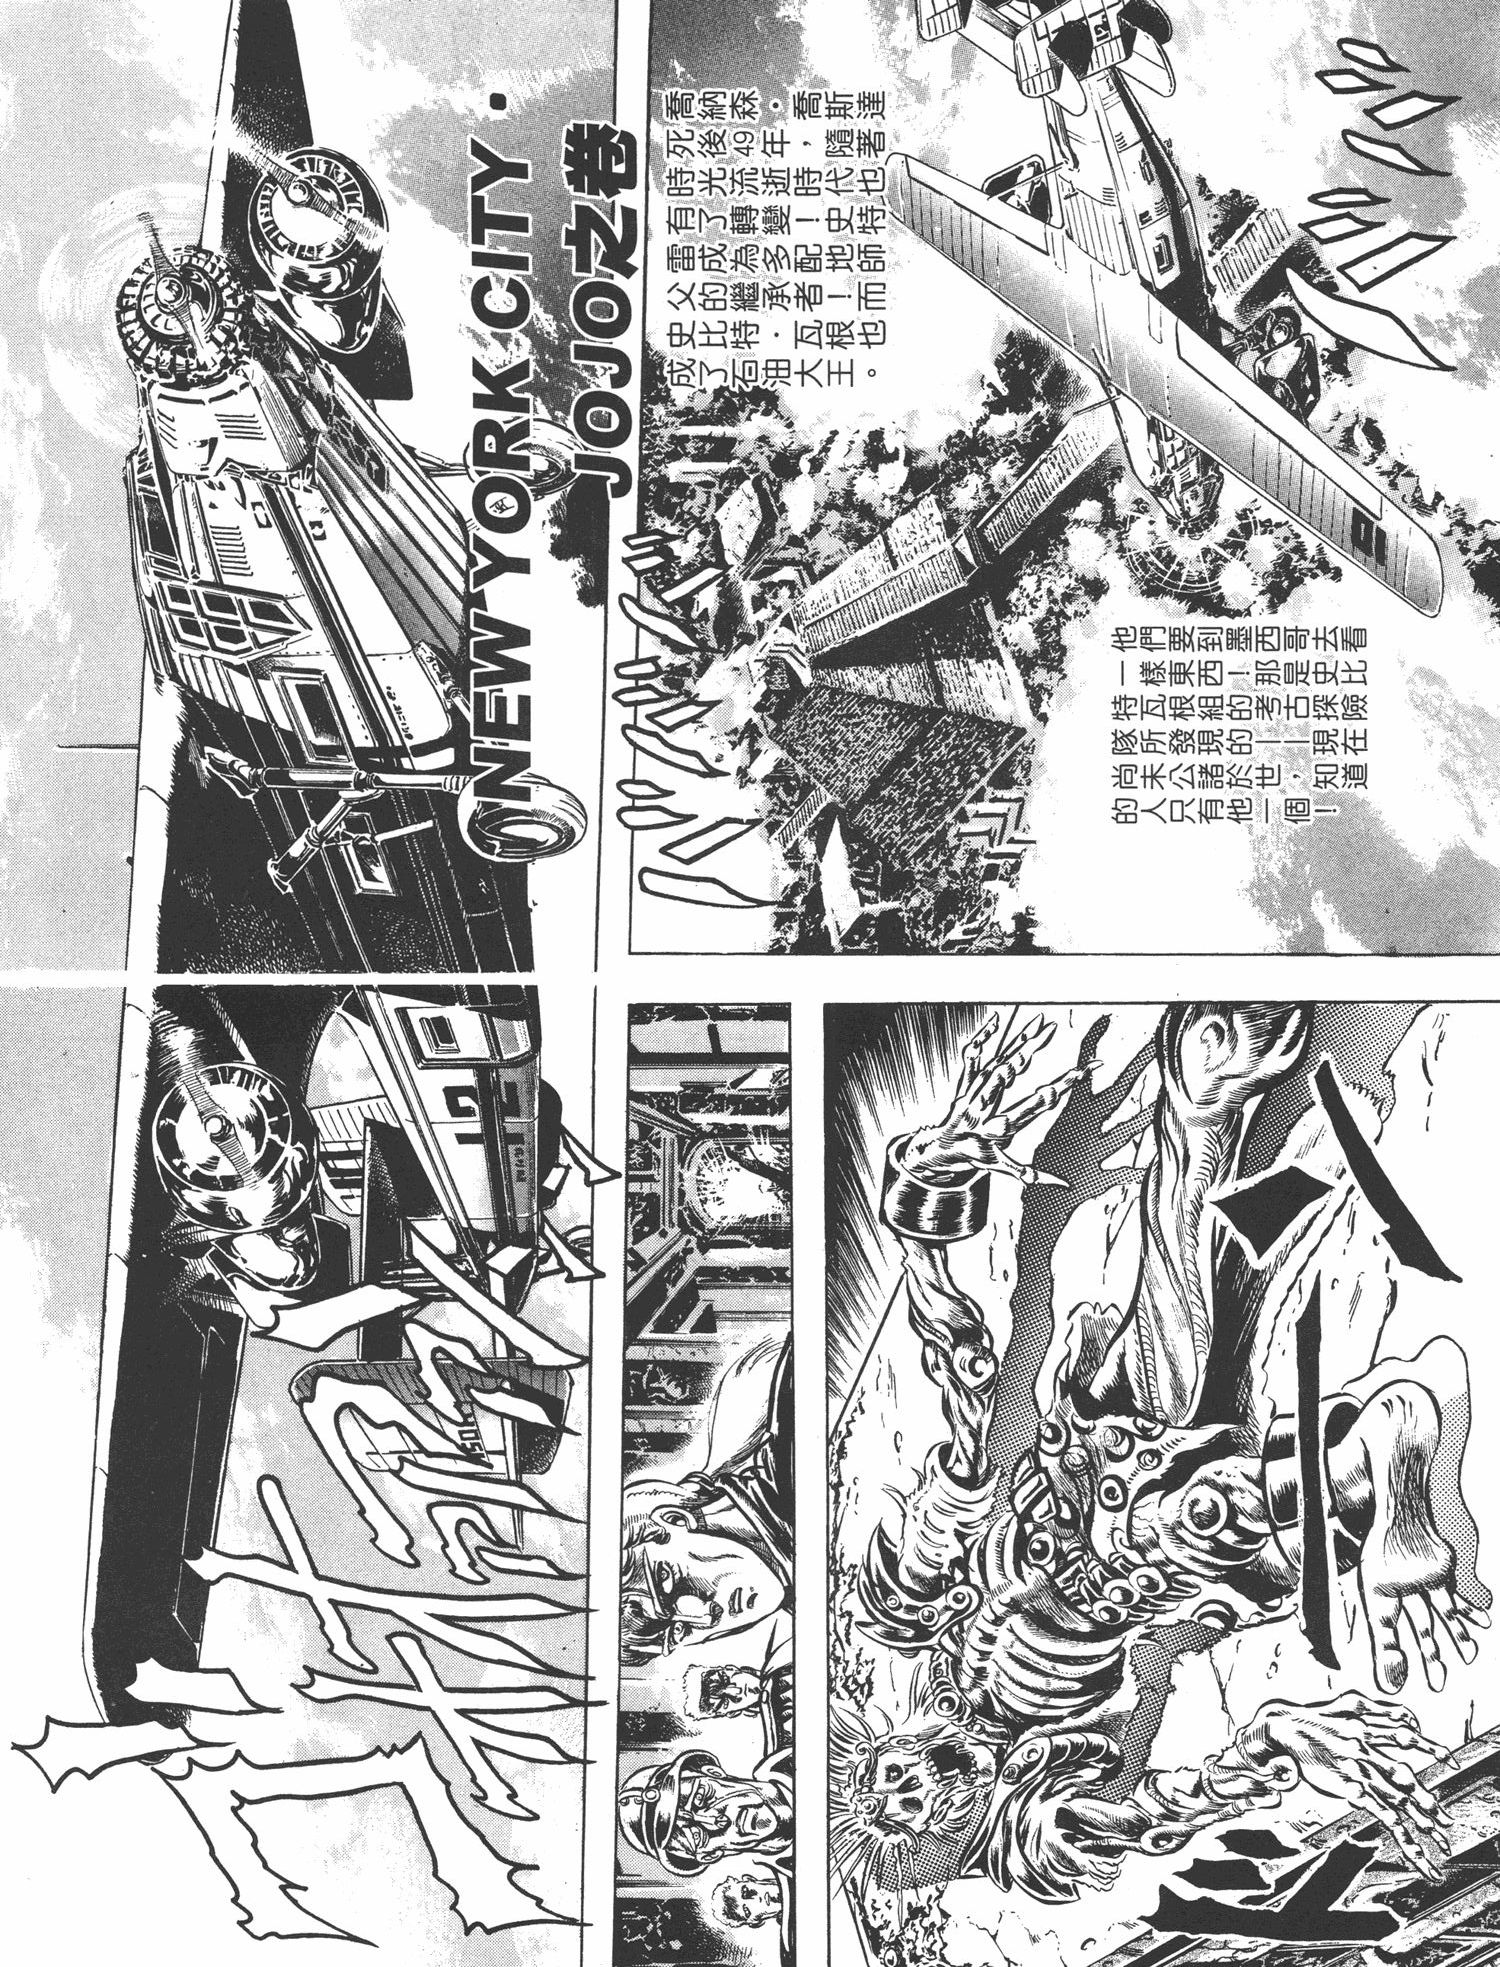 喬納森．喬斯達
死後49年，隨著
時光流逝！時代也
有了轉變！史特
雷成為多配地師
父的繼承者！而
史比特．瓦根也
成了石油大王。
他們要到墨西哥去看
一樣東西！那是史比
特瓦根組的考古探險
隊所發現的——現在
尚未公諸於世，知道
的人只有他一個！
NEW YORK CITY・
JOJO之卷
12